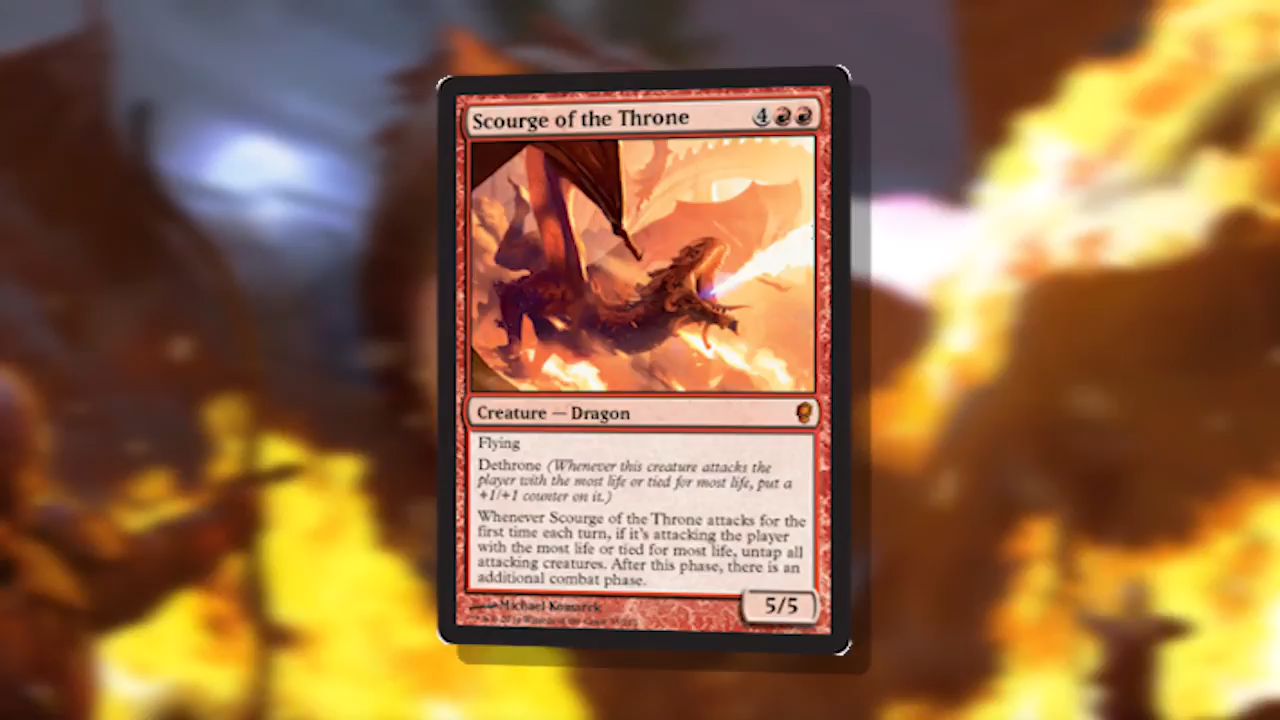 Scourge of the Throne 4
Creature — Dragon
Flying
Dethrone (Whenever this creature attacks the
player with the most life or tied for most life, put a
+1/+1 counter on it.)
Whenever Scourge of the Throne attacks for the
first time each turn, if it's attacking the player
with the most life or tied for most life, untap all
attacking creatures. After this phase, there is an
additional combat phase.
5/5
Michael Komarck